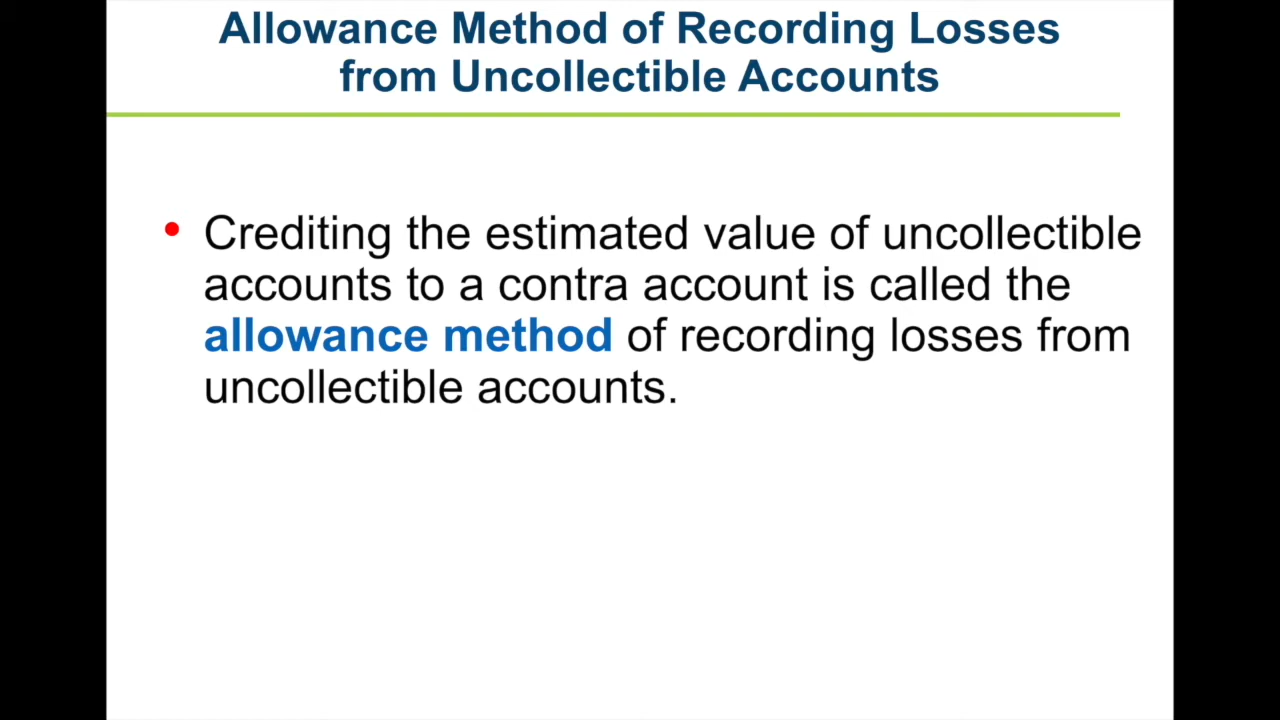 Allowance Method of Recording Losses
from Uncollectible Accounts
• Crediting the estimated value of uncollectible
accounts to a contra account is called the
allowance method of recording losses from
uncollectible accounts.